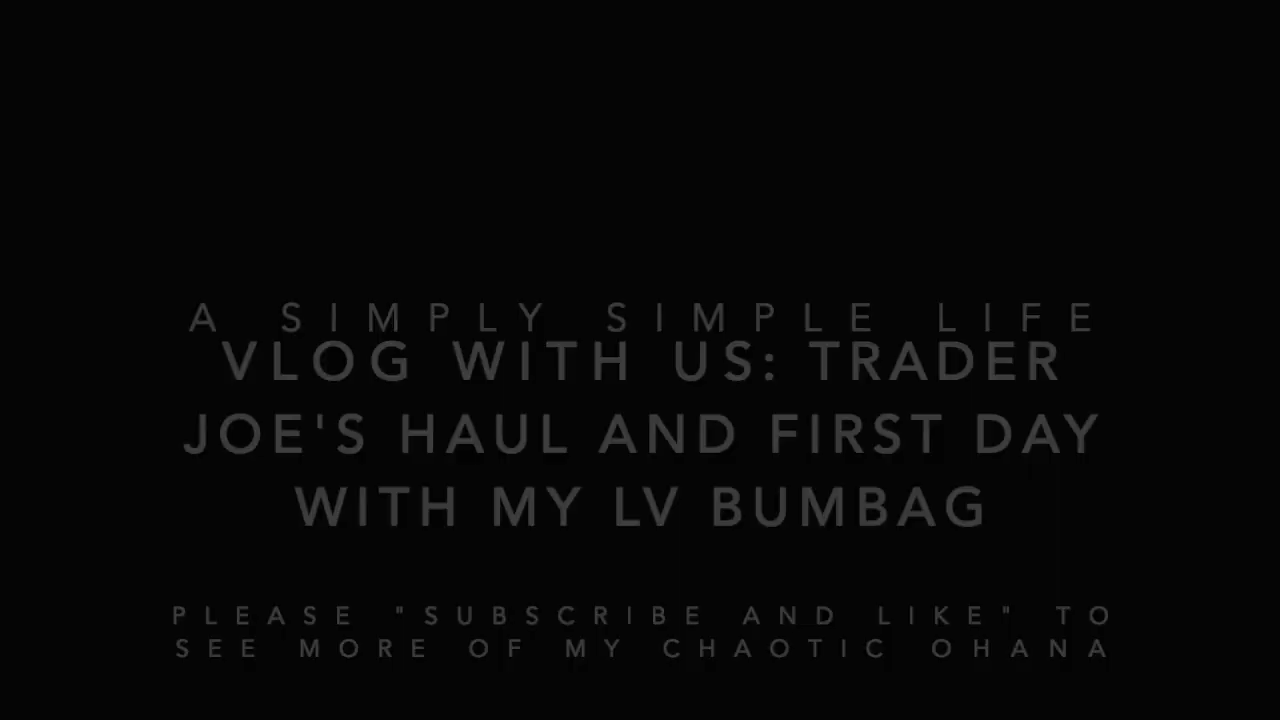 A SIMPLY SIMPLE LIFE
VLOG WITH US: TRADER
JOE'S HAUL AND FIRST DAY
WITH MY LV BUMBAG
PLEASE "SUBSCRIBE AND LIKE" TO
SEE MORE OF MY CHAOTIC OHANA